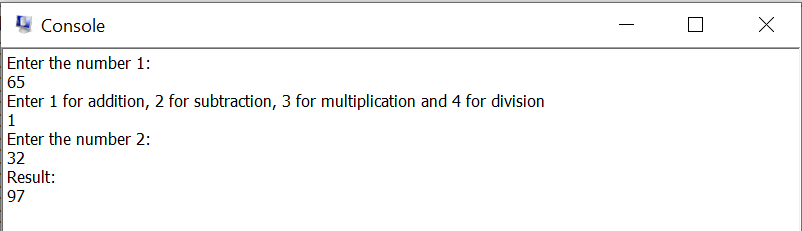 Console
Enter the number 1:
65
Enter 1 for addition, 2 for subtraction, 3 for multiplication and 4 for division
1
Enter the number 2:
32
Result:
97